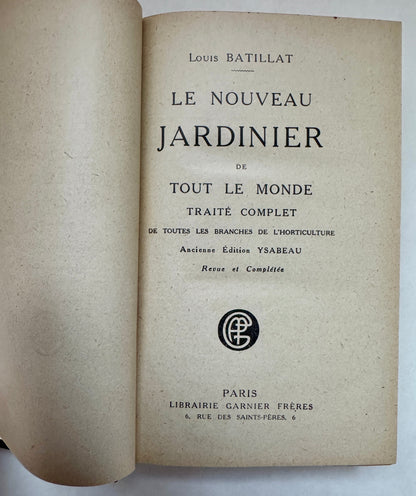 Louis BATILLAT
LE NOUVEAU
JARDINIER
DE
TOUT LE MONDE
TRAITÉ COMPLET
DE TOUTES LES BRANCHES DE L'HORTICULTURE
Ancienne Édition YSABEAU
Revue et Complétée
PARIS
LIBRAIRIE GARNIER FRÈRES
6, RUE DES SAINTS-PÈRES, 6